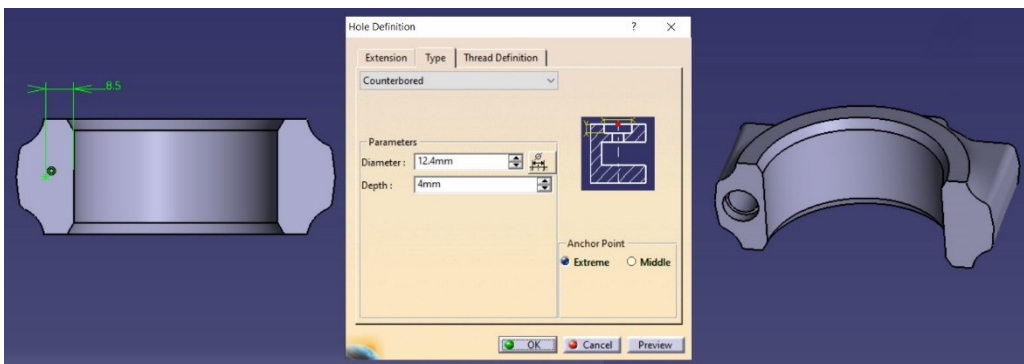 8.5
Hole Definition ? X
Extension Type Thread Definition
Counterbored
Parameters
Diameter : 12.4mm
Depth : 4mm
Anchor Point
Extreme Middle
OK Cancel Preview